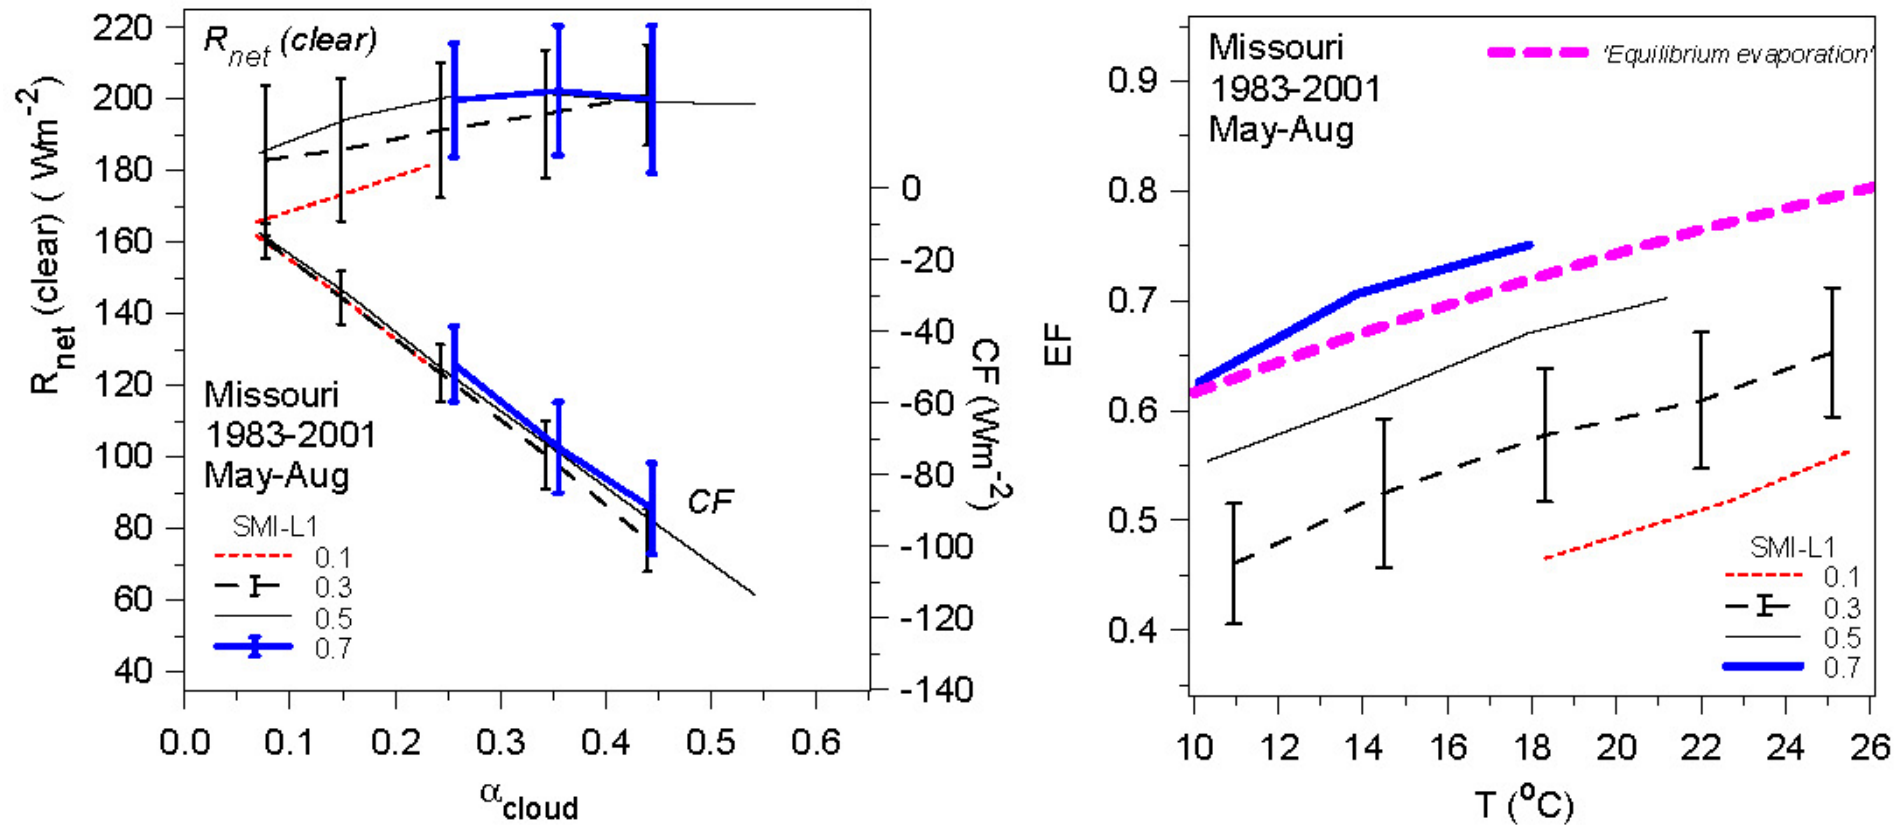 R_net (clear)
220
200
180
160
140
120
100
80
60
40
R_net (clear) ( Wm^-2)
0
-20
-40
-60
-80
-100
-120
-140
CF (Wm^-2)
Missouri
1983-2001
May-Aug
CF
SMI-L1
0.1
0.3
0.5
0.7
0.0 0.1 0.2 0.3 0.4 0.5 0.6
α_cloud
Missouri
1983-2001
May-Aug
'Equilibrium evaporation'
0.9
0.8
0.7
0.6
0.5
0.4
EF
SMI-L1
0.1
0.3
0.5
0.7
10 12 14 16 18 20 22 24 26
T (°C)